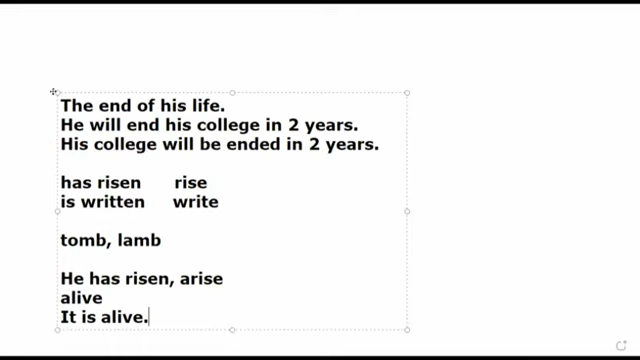 The end of his life.
He will end his college in 2 years.
His college will be ended in 2 years.
has risen rise
is written write
tomb, lamb
He has risen, arise
alive
It is alive.